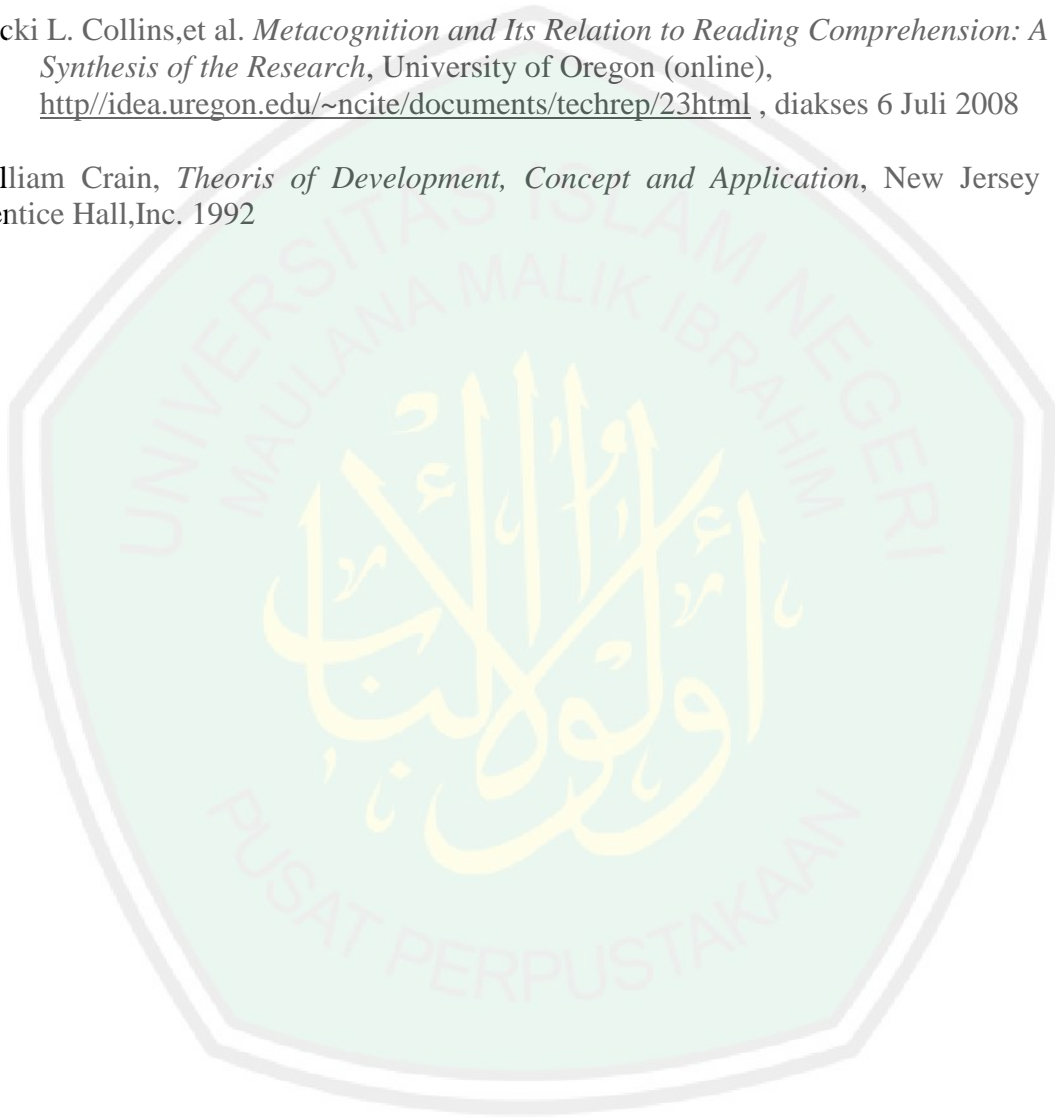 cki L. Collins,et al. Metacognition and Its Relation to Reading Comprehension: A
Synthesis of the Research, University of Oregon (online),
http//idea.uregon.edu/~ncite/documents/techrep/23html , diakses 6 Juli 2008
lliam Crain, Theoris of Development, Concept and Application, New Jersey
entice Hall,Inc. 1992
UNIVERSITAS ISLAM NEGERI
MAULANA MALIK IBRAHIM
أولوا الألباب
PUSAT PERPUSTAKAAN